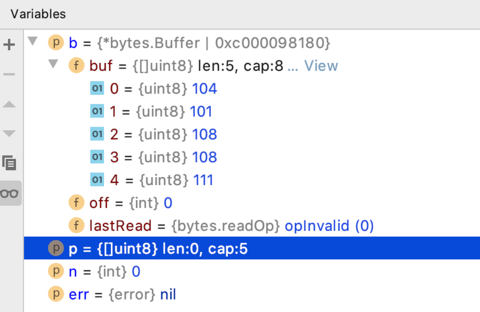 Variables
p b = {*bytes.Buffer | 0xc000098180}
f buf = {[]uint8} len:5, cap:8 ... View
01 0 = {uint8} 104
01 1 = {uint8} 101
01 2 = {uint8} 108
01 3 = {uint8} 108
01 4 = {uint8} 111
f off = {int} 0
f lastRead = {bytes.readOp} opInvalid (0)
p p = {[]uint8} len:0, cap:5
p n = {int} 0
p err = {error} nil